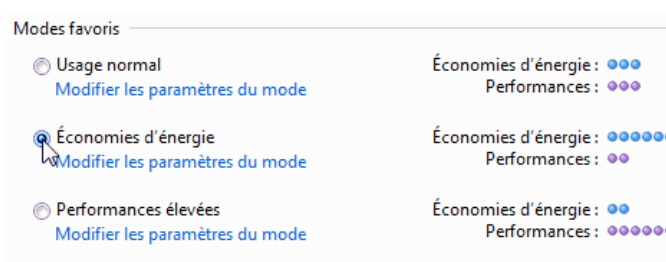 Modes favoris
Usage normal Économies d'énergie :
Modifier les paramètres du mode Performances :
Économies d'énergie Économies d'énergie :
Modifier les paramètres du mode Performances :
Performances élevées Économies d'énergie :
Modifier les paramètres du mode Performances :